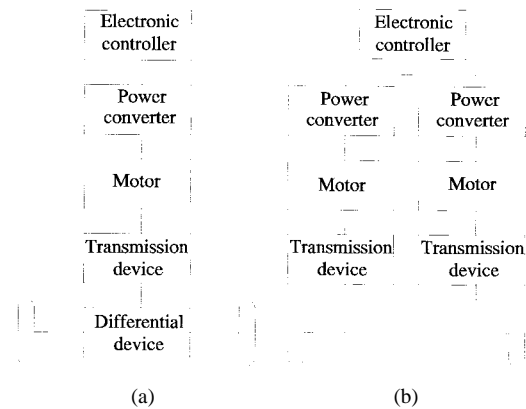 Electronic
controller
Power
converter
Motor
Transmission
device
Differential
device
(a)
Electronic
controller
Power
converter
Power
converter
Motor
Motor
Transmission
device
Transmission
device
(b)